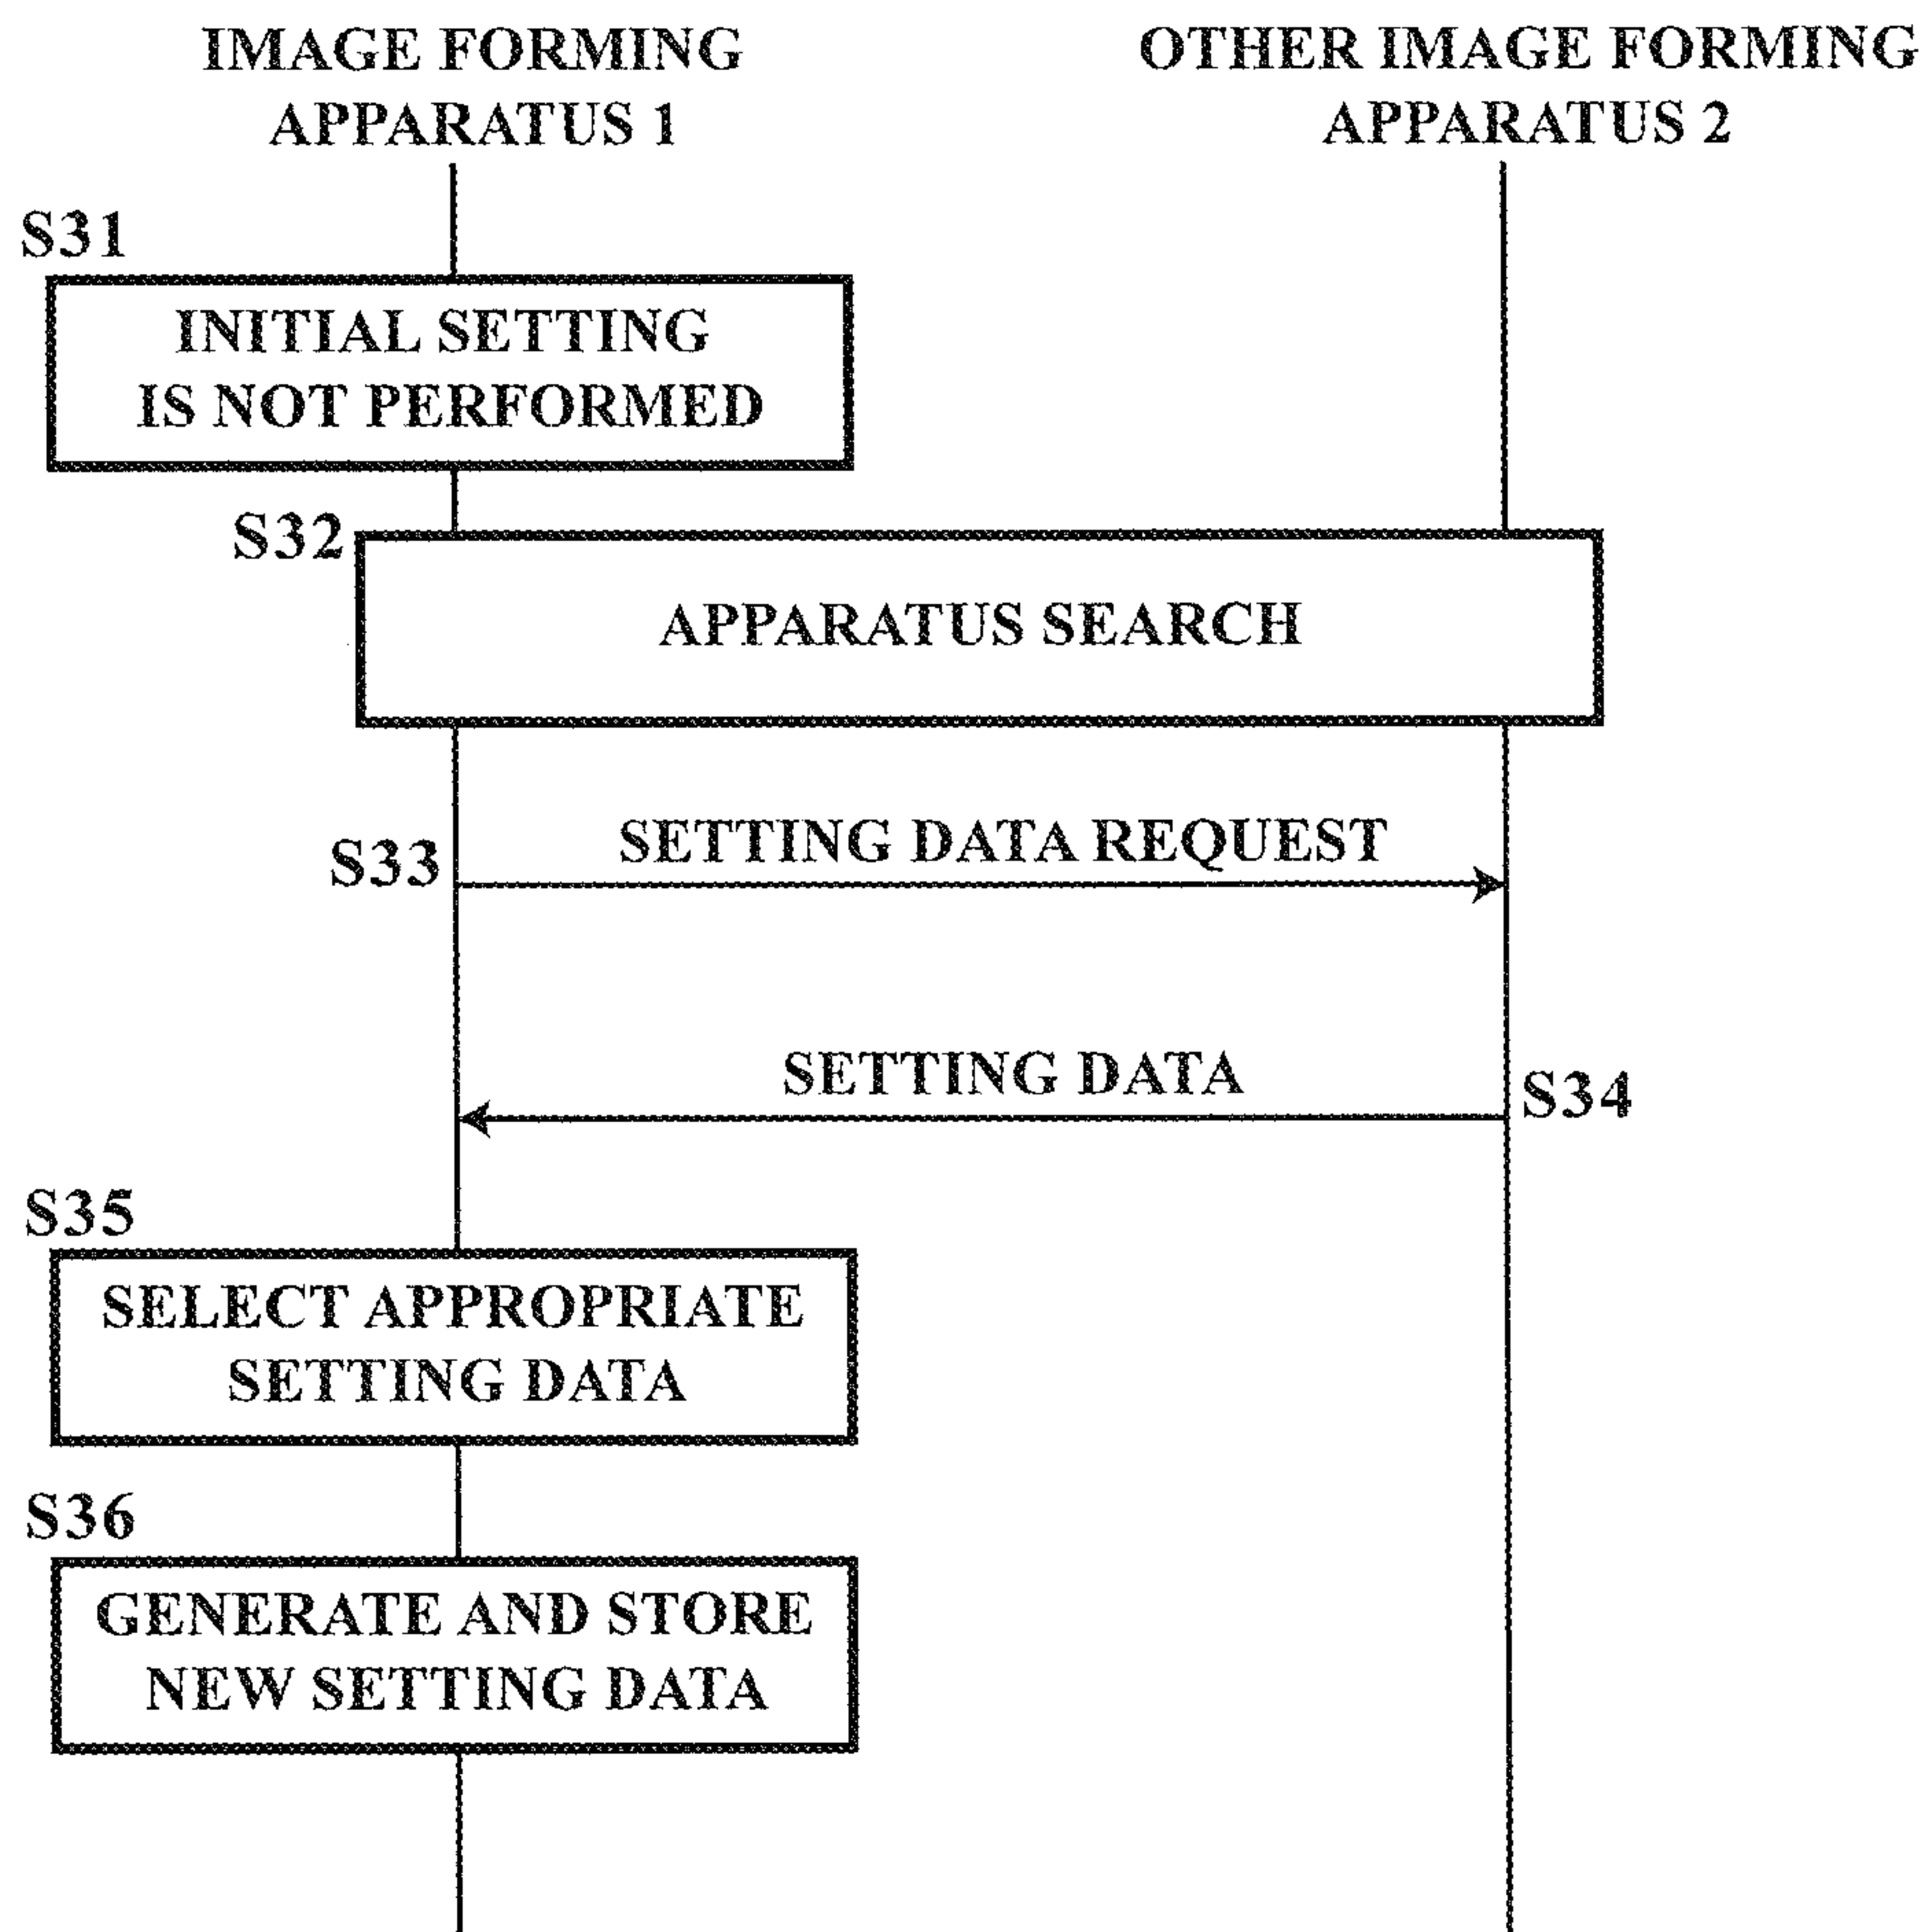 IMAGE FORMING
APPARATUS 1
OTHER IMAGE FORMING
APPARATUS 2
S31
INITIAL SETTING
IS NOT PERFORMED
S32
APPARATUS SEARCH
SETTING DATA REQUEST
S33
SETTING DATA
S34
S35
SELECT APPROPRIATE
SETTING DATA
S36
GENERATE AND STORE
NEW SETTING DATA